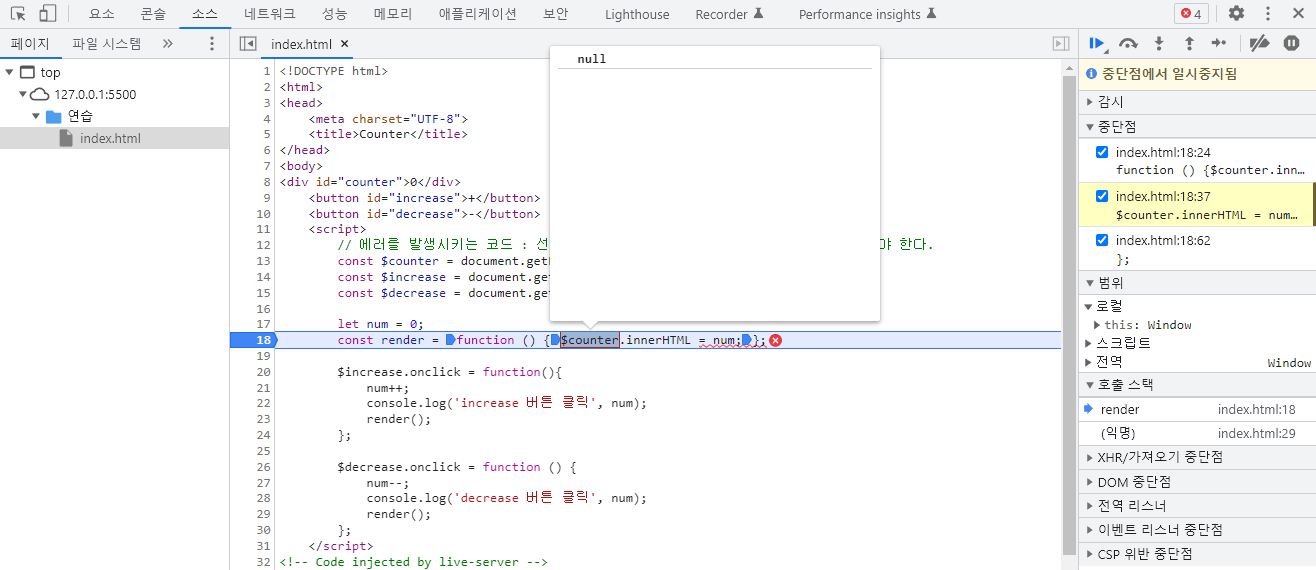 요소 콘솔 소스 네트워크 성능 메모리 애플리케이션 보안 Lighthouse Recorder Performance insights 4
페이지 파일 시스템 »
index.html ×
top
127.0.0.1:5500
연습
index.html
1 <!DOCTYPE html>
2 <html>
3 <head>
4 <meta charset="UTF-8">
5 <title>Counter</title>
6 </head>
7 <body>
8 <div id="counter">0</div>
9 <button id="increase">+</button>
10 <button id="decrease">-</button>
11 <script>
12 // 에러를 발생시키는 코드 : 선 야 한다.
13 const $counter = document.get
14 const $increase = document.ge
15 const $decrease = document.ge
16
17 let num = 0;
18 const render = function () {$counter.innerHTML = num;};
19
20 $increase.onclick = function(){
21 num++;
22 console.log('increase 버튼 클릭', num);
23 render();
24 };
25
26 $decrease.onclick = function () {
27 num--;
28 console.log('decrease 버튼 클릭', num);
29 render();
30 };
31 </script>
32 <!-- Code injected by live-server -->
null
중단점에서 일시중지됨
감시
중단점
index.html:18:24
function () {$counter.inn…
index.html:18:37
$counter.innerHTML = num…
index.html:18:62
};
범위
로컬
this: Window
스크립트
전역 Window
호출 스택
render index.html:18
(익명) index.html:29
XHR/가져오기 중단점
DOM 중단점
전역 리스너
이벤트 리스너 중단점
CSP 위반 중단점